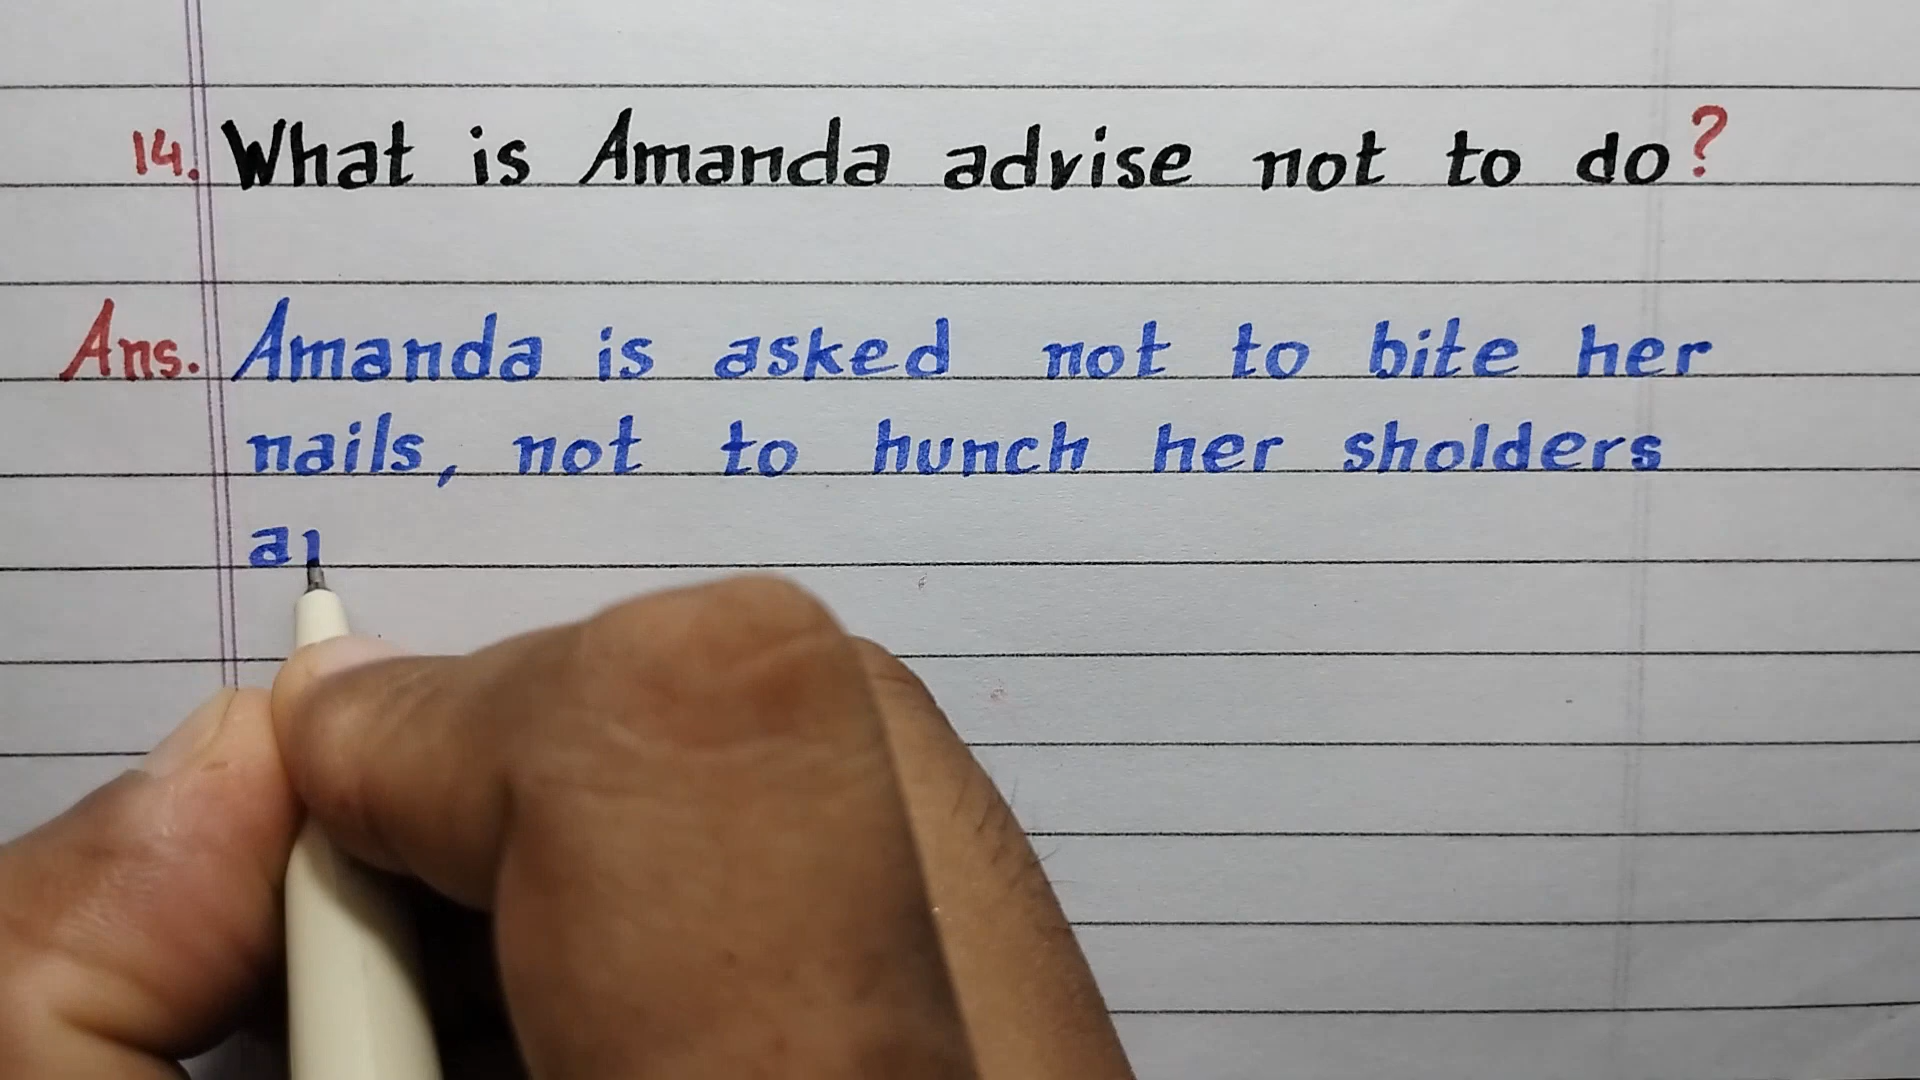 14. What is Amanda advise not to do?
Ans. Amanda is asked not to bite her
nails, not to hunch her sholders